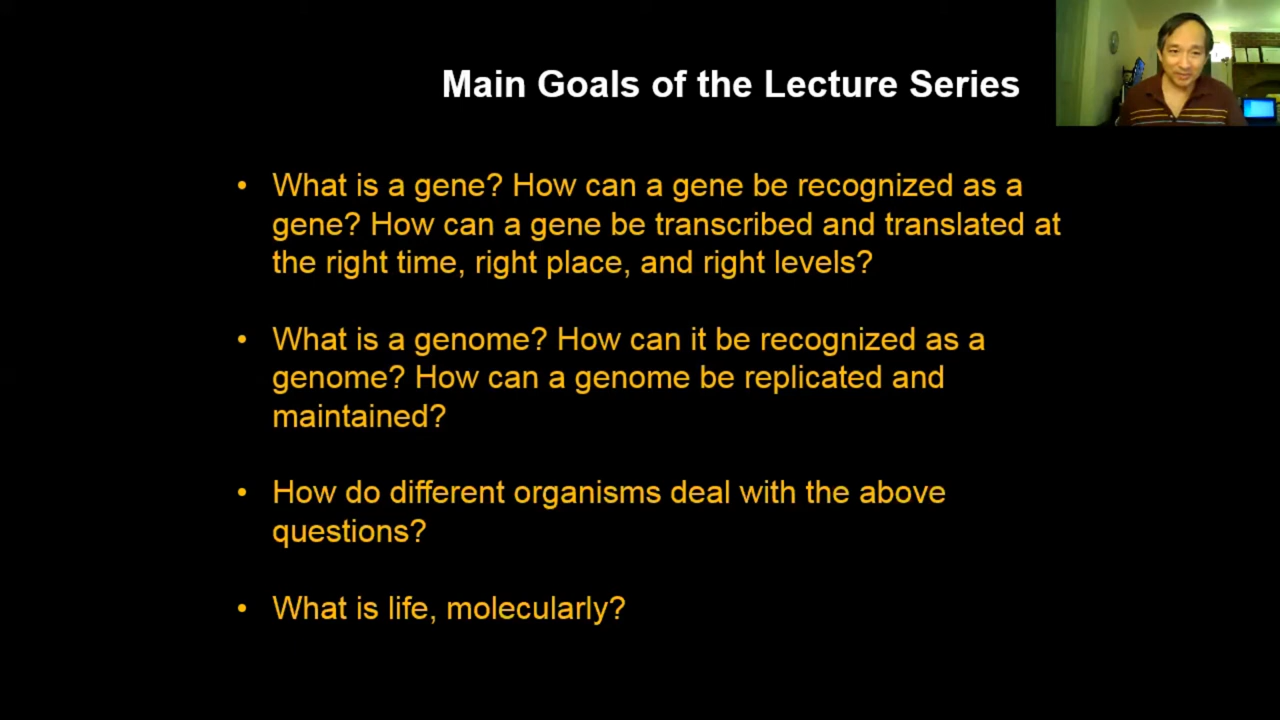 Main Goals of the Lecture Series
• What is a gene? How can a gene be recognized as a
gene? How can a gene be transcribed and translated at
the right time, right place, and right levels?
• What is a genome? How can it be recognized as a
genome? How can a genome be replicated and
maintained?
• How do different organisms deal with the above
questions?
• What is life, molecularly?